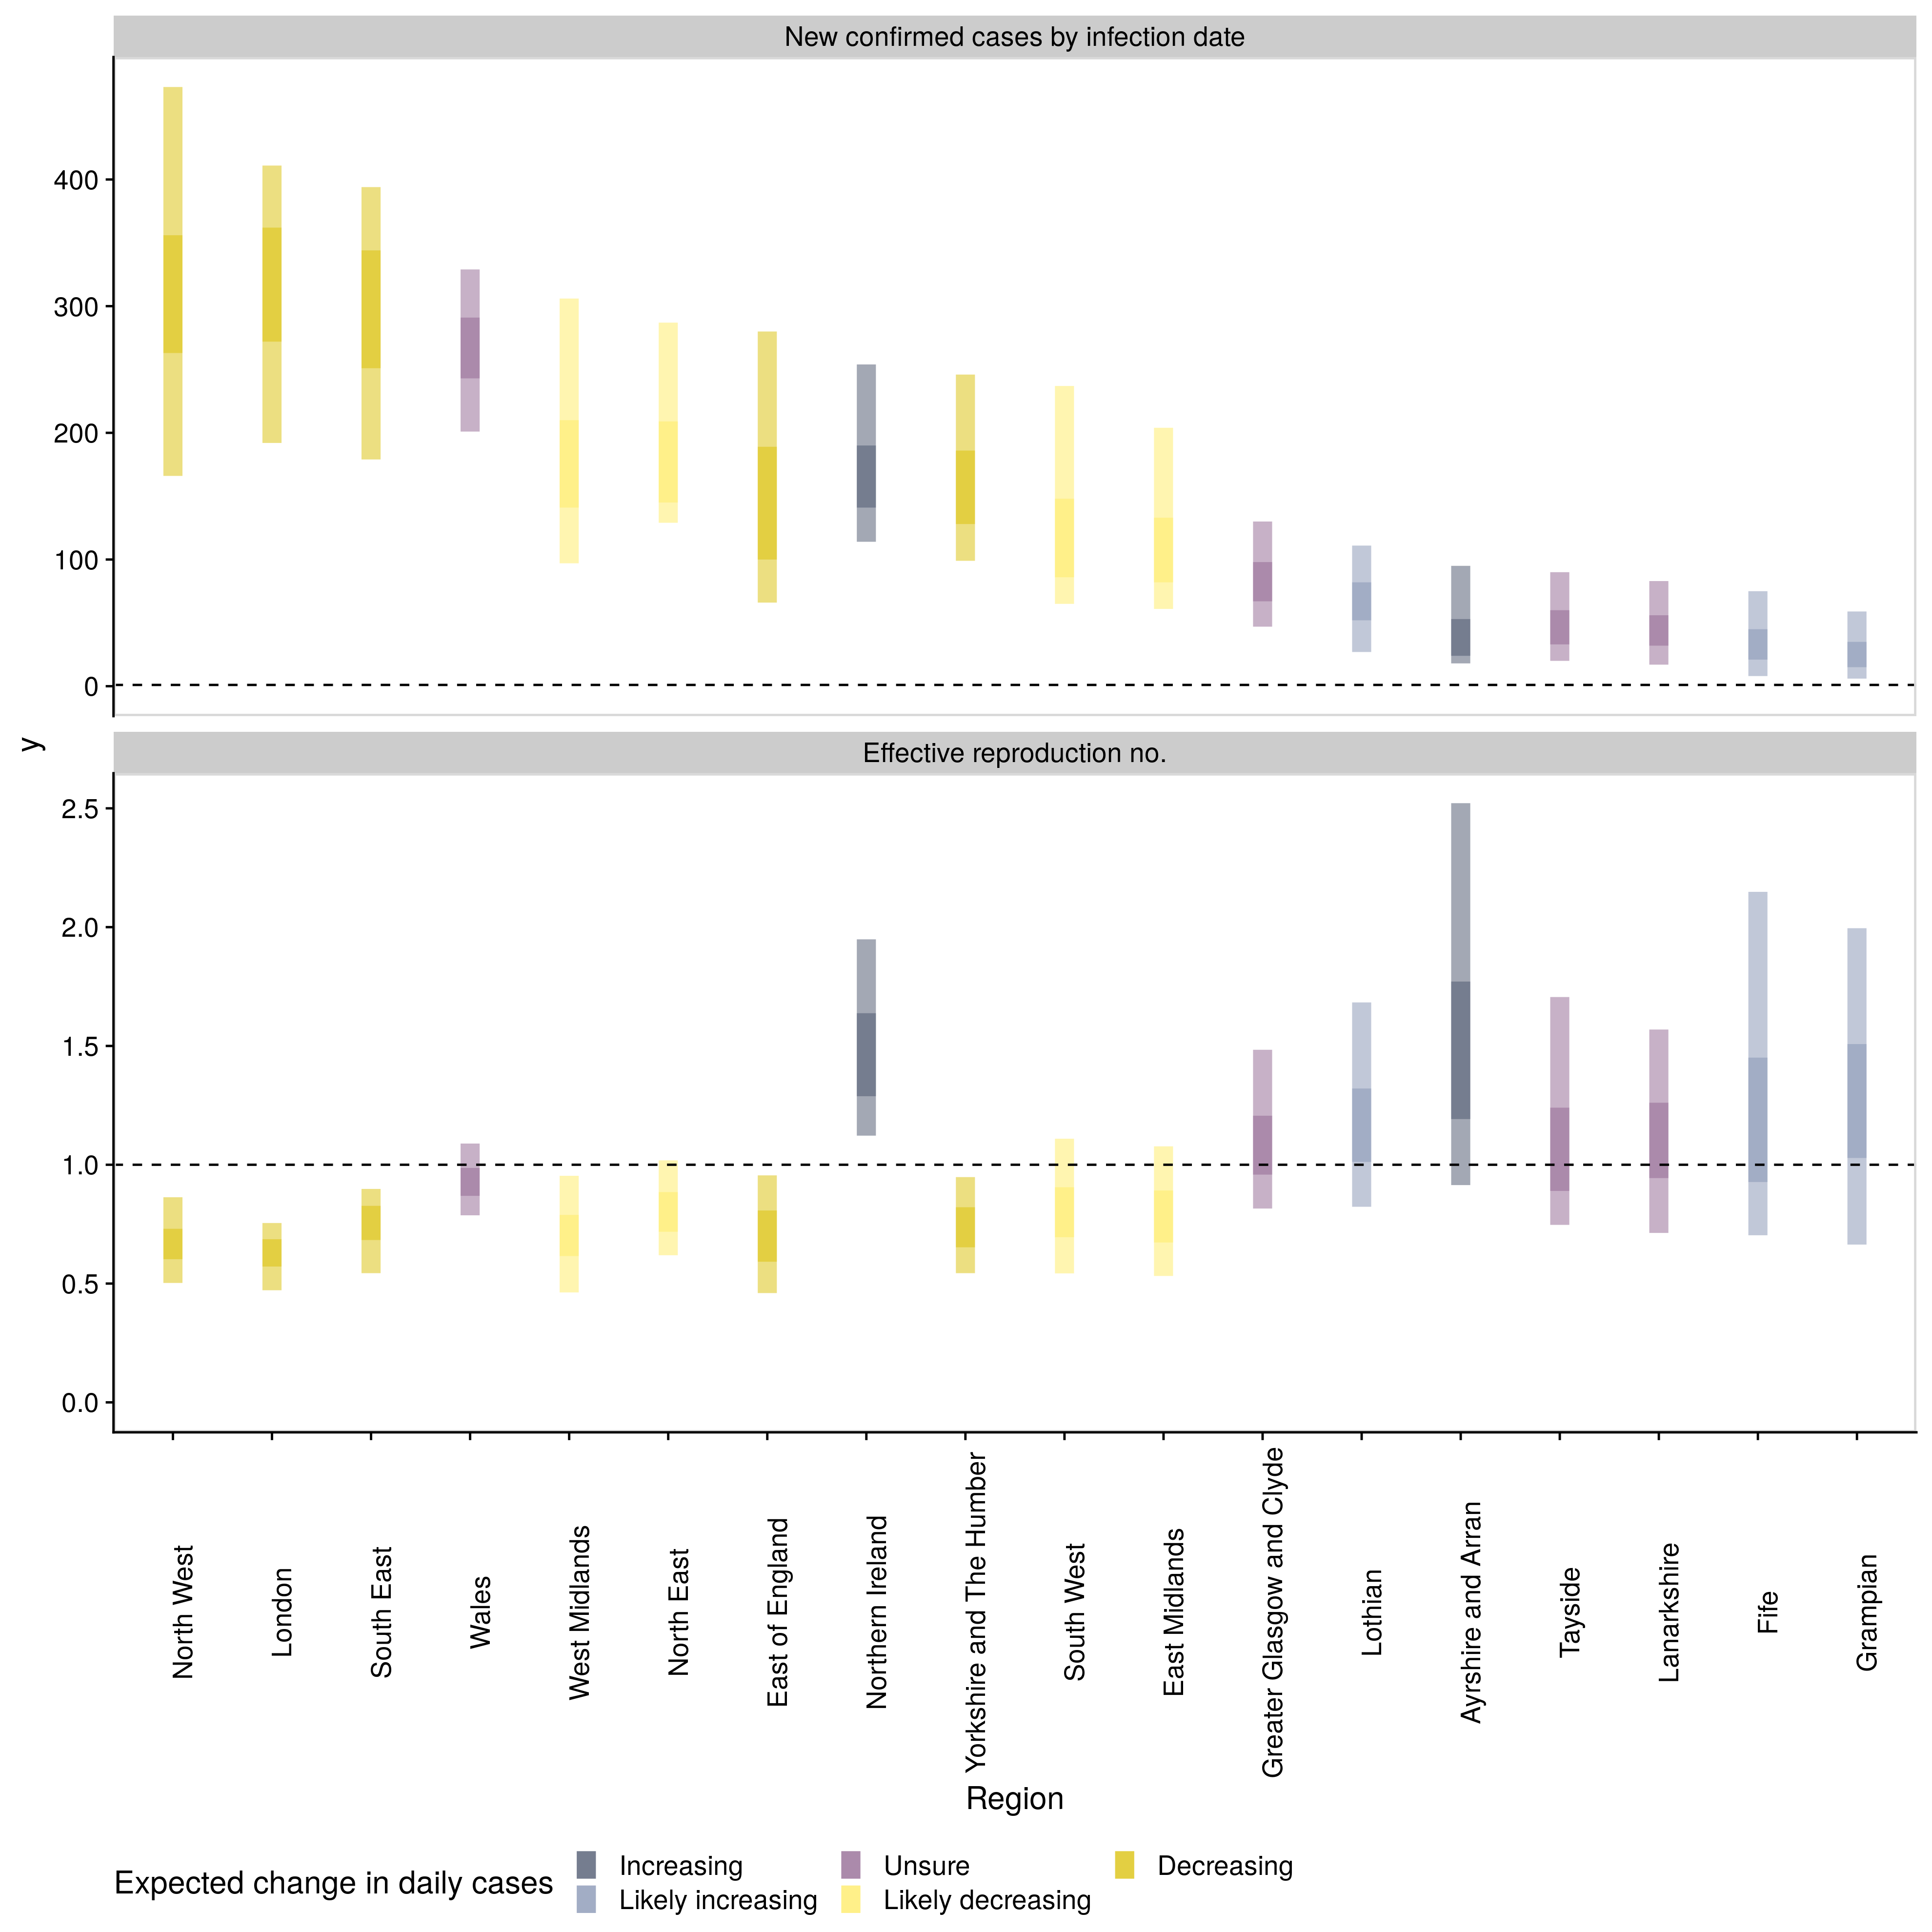 New confirmed cases by infection date
400
300
200
100
0
y
Effective reproduction no.
2.5
2.0
1.5
1.0
0.5
0.0
North West
London
South East
Wales
West Midlands
North East
East of England
Northern Ireland
Yorkshire and The Humber
South West
East Midlands
Greater Glasgow and Clyde
Lothian
Ayrshire and Arran
Tayside
Lanarkshire
Fife
Grampian
Region
Expected change in daily cases
Increasing
Likely increasing
Unsure
Likely decreasing
Decreasing